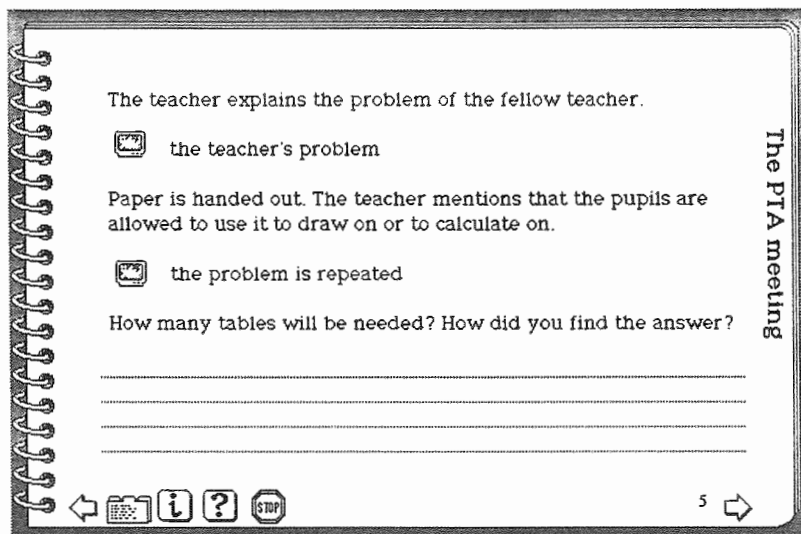 The teacher explains the problem of the fellow teacher.
the teacher's problem
Paper is handed out. The teacher mentions that the pupils are
allowed to use it to draw on or to calculate on.
the problem is repeated
How many tables will be needed? How did you find the answer?
The PTA meeting
i ? STOP
5